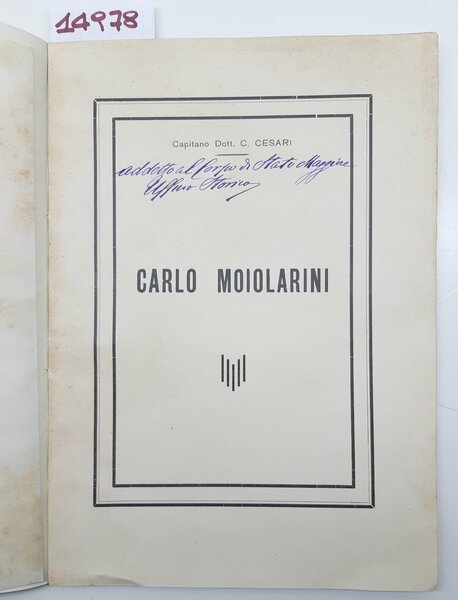 14978
Capitano Dott. C. CESARI
addetto al Corpo di Stato Maggiore
Ufficio Storico
CARLO MOIOLARINI